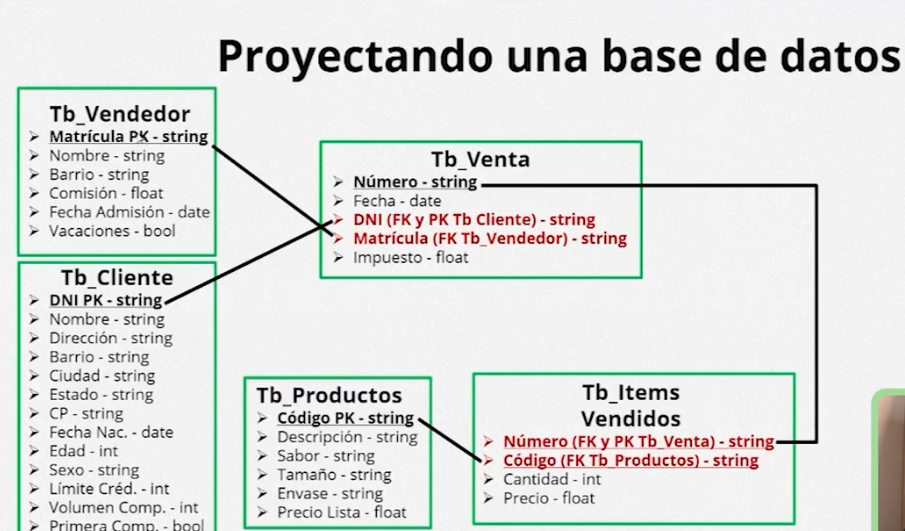 Proyectando una base de datos
Tb_Vendedor
Matrícula PK - string
Nombre - string
Barrio - string
Comisión - float
Fecha Admisión - date
Vacaciones - bool
Tb_Cliente
DNI PK - string
Nombre - string
Dirección - string
Barrio - string
Ciudad - string
Estado - string
CP - string
Fecha Nac. - date
Edad - int
Sexo - string
Límite Créd. - int
Volumen Comp. - int
Primera Comp. - bool
Tb_Venta
Número - string
Fecha - date
DNI (FK y PK Tb Cliente) - string
Matrícula (FK Tb_Vendedor) - string
Impuesto - float
Tb_Productos
Código PK - string
Descripción - string
Sabor - string
Tamaño - string
Envase - string
Precio Lista - float
Tb_Items
Vendidos
Número (FK y PK Tb_Venta) - string
Código (FK Tb_Productos) - string
Cantidad - int
Precio - float